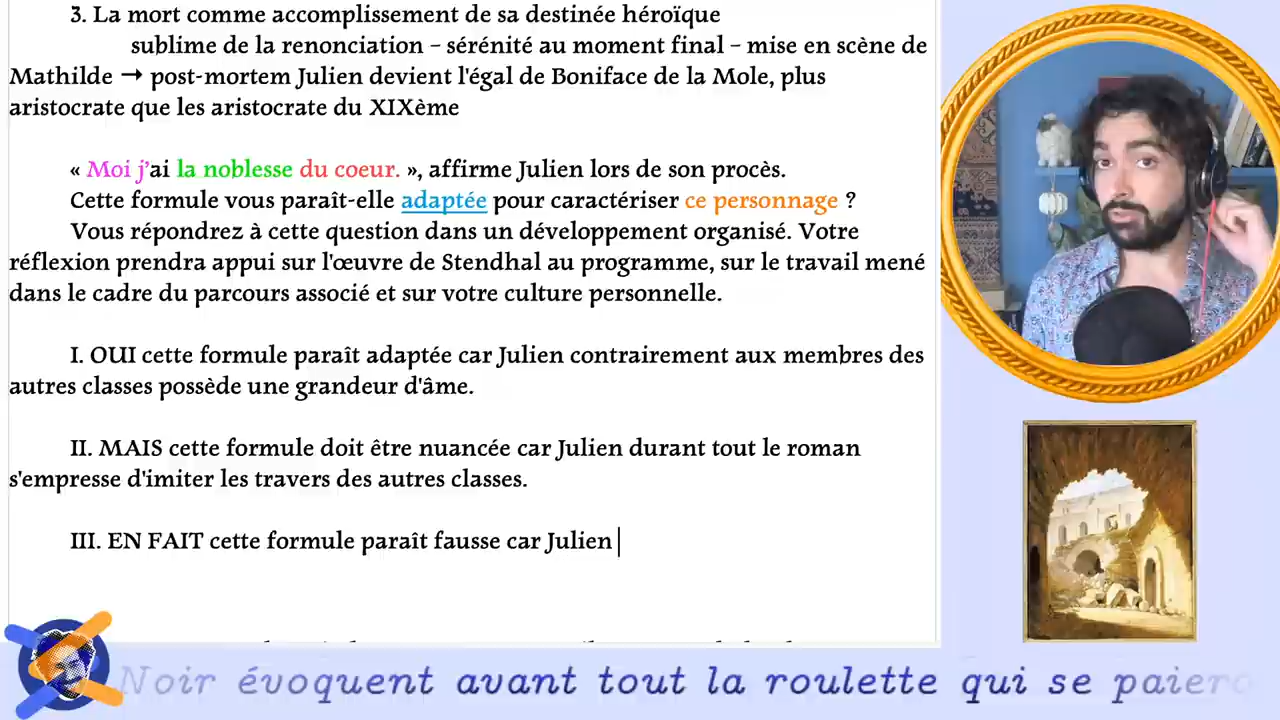 3. La mort comme accomplissement de sa destinée héroïque
sublime de la renonciation – sérénité au moment final – mise en scène de
Mathilde → post-mortem Julien devient l'égal de Boniface de la Mole, plus
aristocrate que les aristocrate du XIXème
« Moi j'ai la noblesse du coeur. », affirme Julien lors de son procès.
Cette formule vous paraît-elle adaptée pour caractériser ce personnage ?
Vous répondrez à cette question dans un développement organisé. Votre
réflexion prendra appui sur l'œuvre de Stendhal au programme, sur le travail mené
dans le cadre du parcours associé et sur votre culture personnelle.
I. OUI cette formule paraît adaptée car Julien contrairement aux membres des
autres classes possède une grandeur d'âme.
II. MAIS cette formule doit être nuancée car Julien durant tout le roman
s'empresse d'imiter les travers des autres classes.
III. EN FAIT cette formule paraît fausse car Julien
Noir évoquent avant tout la roulette qui se paiero